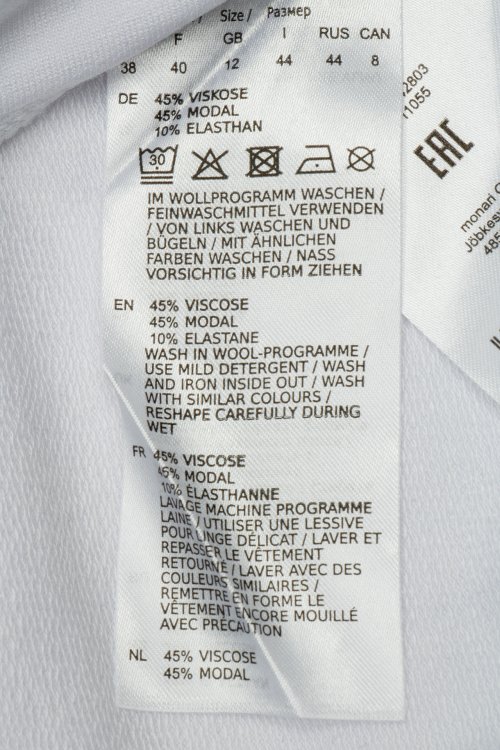 / Size / Размер
F GB I RUS CAN
38 40 12 44 44 8
DE 45% VISKOSE
45% MODAL
10% ELASTHAN
30
IM WOLLPROGRAMM WASCHEN /
FEINWASCHMITTEL VERWENDEN
/ VON LINKS WASCHEN UND
BÜGELN / MIT ÄHNLICHEN
FARBEN WASCHEN / NASS
VORSICHTIG IN FORM ZIEHEN
EN 45% VISCOSE
45% MODAL
10% ELASTANE
WASH IN WOOL-PROGRAMME /
USE MILD DETERGENT / WASH
AND IRON INSIDE OUT / WASH
WITH SIMILAR COLOURS /
RESHAPE CAREFULLY DURING
WET
FR 45% VISCOSE
45% MODAL
10% ÉLASTHANNE
LAVAGE MACHINE PROGRAMME
LAINE / UTILISER UNE LESSIVE
POUR LINGE DÉLICAT / LAVER ET
REPASSER LE VÊTEMENT
RETOURNÉ / LAVER AVEC DES
COULEURS SIMILAIRES /
REMETTRE EN FORME LE
VÊTEMENT ENCORE MOUILLÉ
AVEC PRÉCAUTION
NL 45% VISCOSE
45% MODAL
2803
11055
EAC
monari
Jöbkes
485